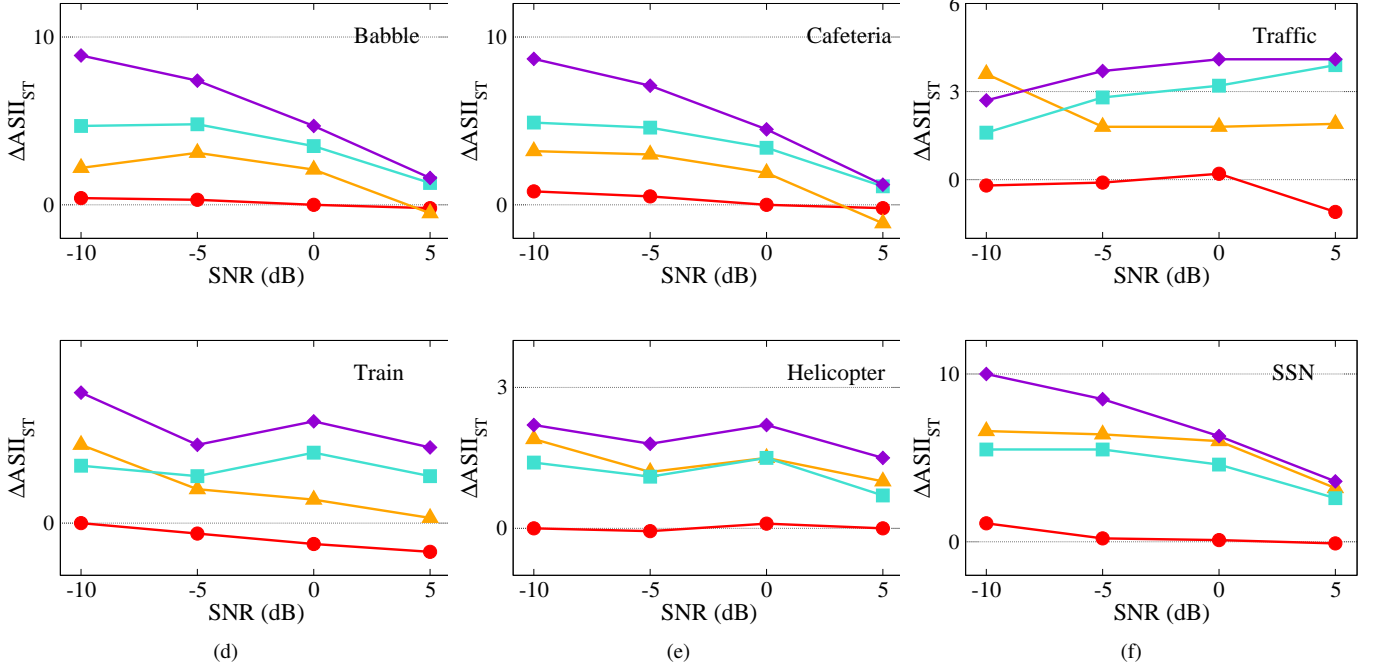 10
Babble
ΔASII_ST
0
-10 -5 0 5
SNR (dB)
10
Cafeteria
ΔASII_ST
0
-10 -5 0 5
SNR (dB)
6
Traffic
3
ΔASII_ST
0
-10 -5 0 5
SNR (dB)
Train
ΔASII_ST
0
-10 -5 0 5
SNR (dB)
(d)
3
Helicopter
ΔASII_ST
0
-10 -5 0 5
SNR (dB)
(e)
10
SSN
ΔASII_ST
0
-10 -5 0 5
SNR (dB)
(f)